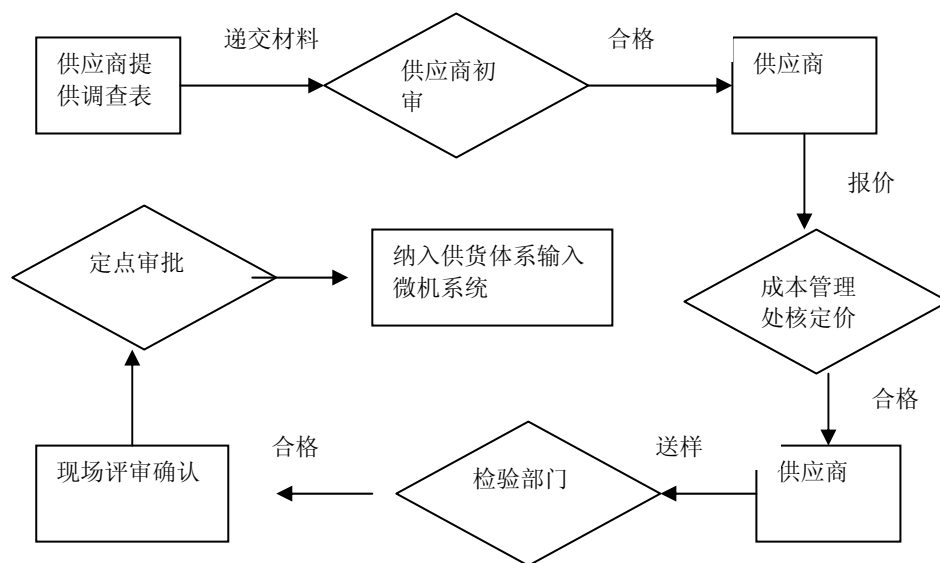 递交材料
合格
供应商提
供调查表
供应商初
审
供应商
报价
定点审批
纳入供货体系输入
微机系统
成本管理
处核定价
合格
合格
送样
现场评审确认
检验部门
供应商